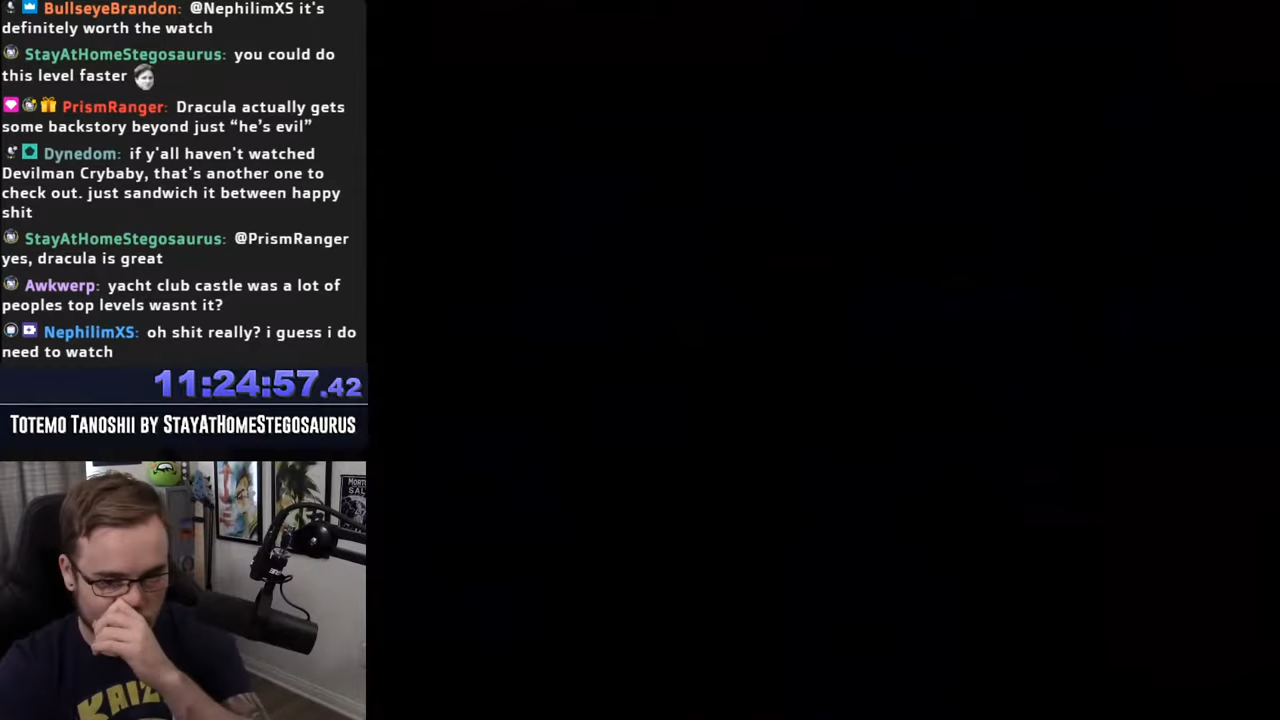 BullseyeBrandon: @NephilimXS it's
definitely worth the watch
StayAtHomeStegosaurus: you could do
this level faster
PrismRanger: Dracula actually gets
some backstory beyond just “he’s evil”
Dynedom: if y'all haven't watched
Devilman Crybaby, that's another one to
check out. just sandwich it between happy
shit
StayAtHomeStegosaurus: @PrismRanger
yes, dracula is great
Awkwerp: yacht club castle was a lot of
peoples top levels wasnt it?
NephilimXS: oh shit really? i guess i do
need to watch
11:24:57.42
TOTEMO TANOSHII BY STAYATHOMESTEGOSAURUS
KAIZ